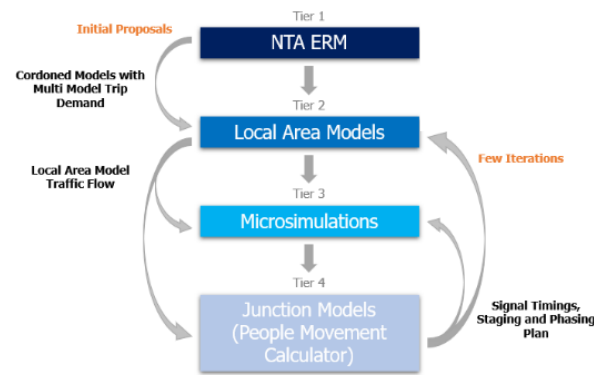 Tier 1
Initial Proposals
NTA ERM
Cordoned Models with
Multi Model Trip
Demand
Tier 2
Local Area Models
Local Area Model
Traffic Flow
Few Iterations
Tier 3
Microsimulations
Tier 4
Junction Models
(People Movement
Calculator)
Signal Timings,
Staging and Phasing
Plan